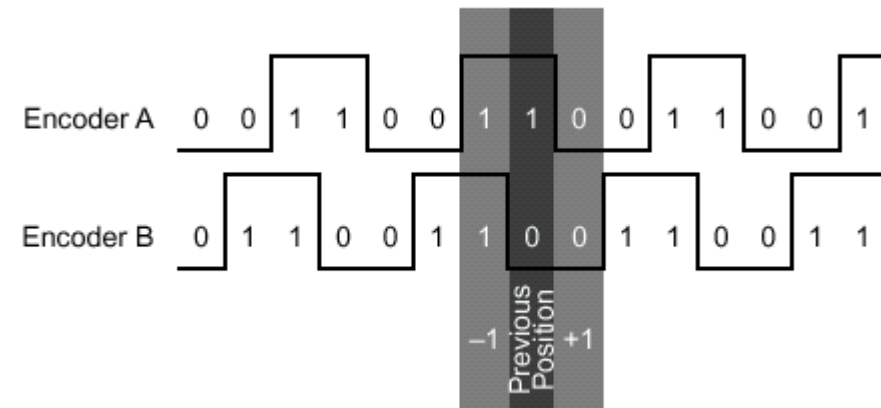 Encoder A 0 0 1 1 0 0 1 1 0 0 1 1 0 0 1
Encoder B 0 1 1 0 0 1 1 0 0 1 1 0 0 1 1
–1
Previous
Position
+1